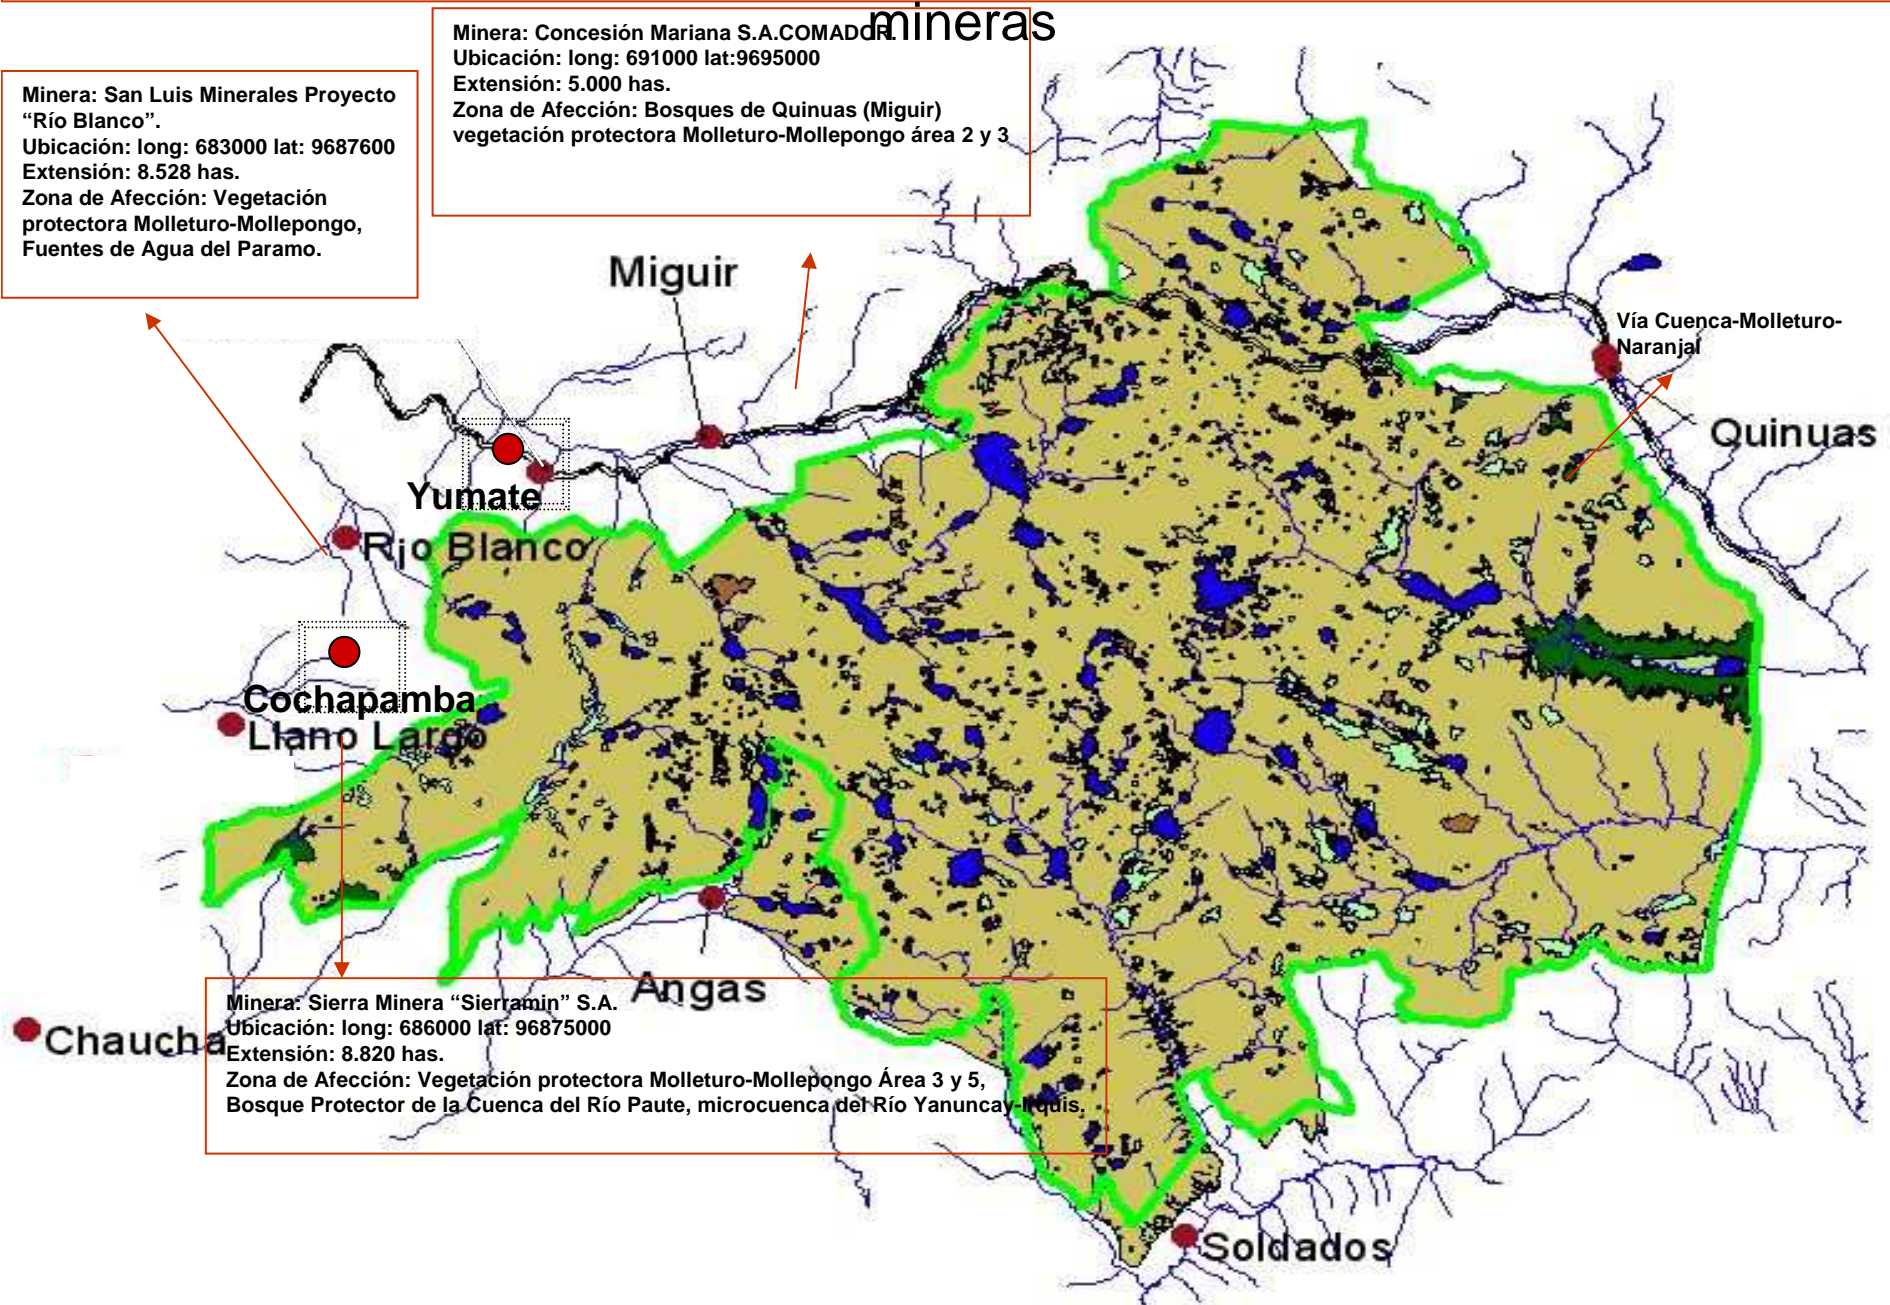 mineras
Minera: Concesión Mariana S.A.COMADOR.
Ubicación: long: 691000 lat:9695000
Extensión: 5.000 has.
Zona de Afección: Bosques de Quinuas (Miguir)
vegetación protectora Molleturo-Mollepongo área 2 y 3
Minera: San Luis Minerales Proyecto
“Río Blanco”.
Ubicación: long: 683000 lat: 9687600
Extensión: 8.528 has.
Zona de Afección: Vegetación
protectora Molleturo-Mollepongo,
Fuentes de Agua del Paramo.
Miguir
Vía Cuenca-Molleturo-
Naranjal
Quinuas
Yumate
Rio Blanco
Cochapamba
Llano Largo
Angas
Chaucha
Minera: Sierra Minera “Sierramin” S.A.
Ubicación: long: 686000 lat: 96875000
Extensión: 8.820 has.
Zona de Afección: Vegetación protectora Molleturo-Mollepongo Área 3 y 5,
Bosque Protector de la Cuenca del Río Paute, microcuenca del Río Yanuncay-Irquis.
Soldados